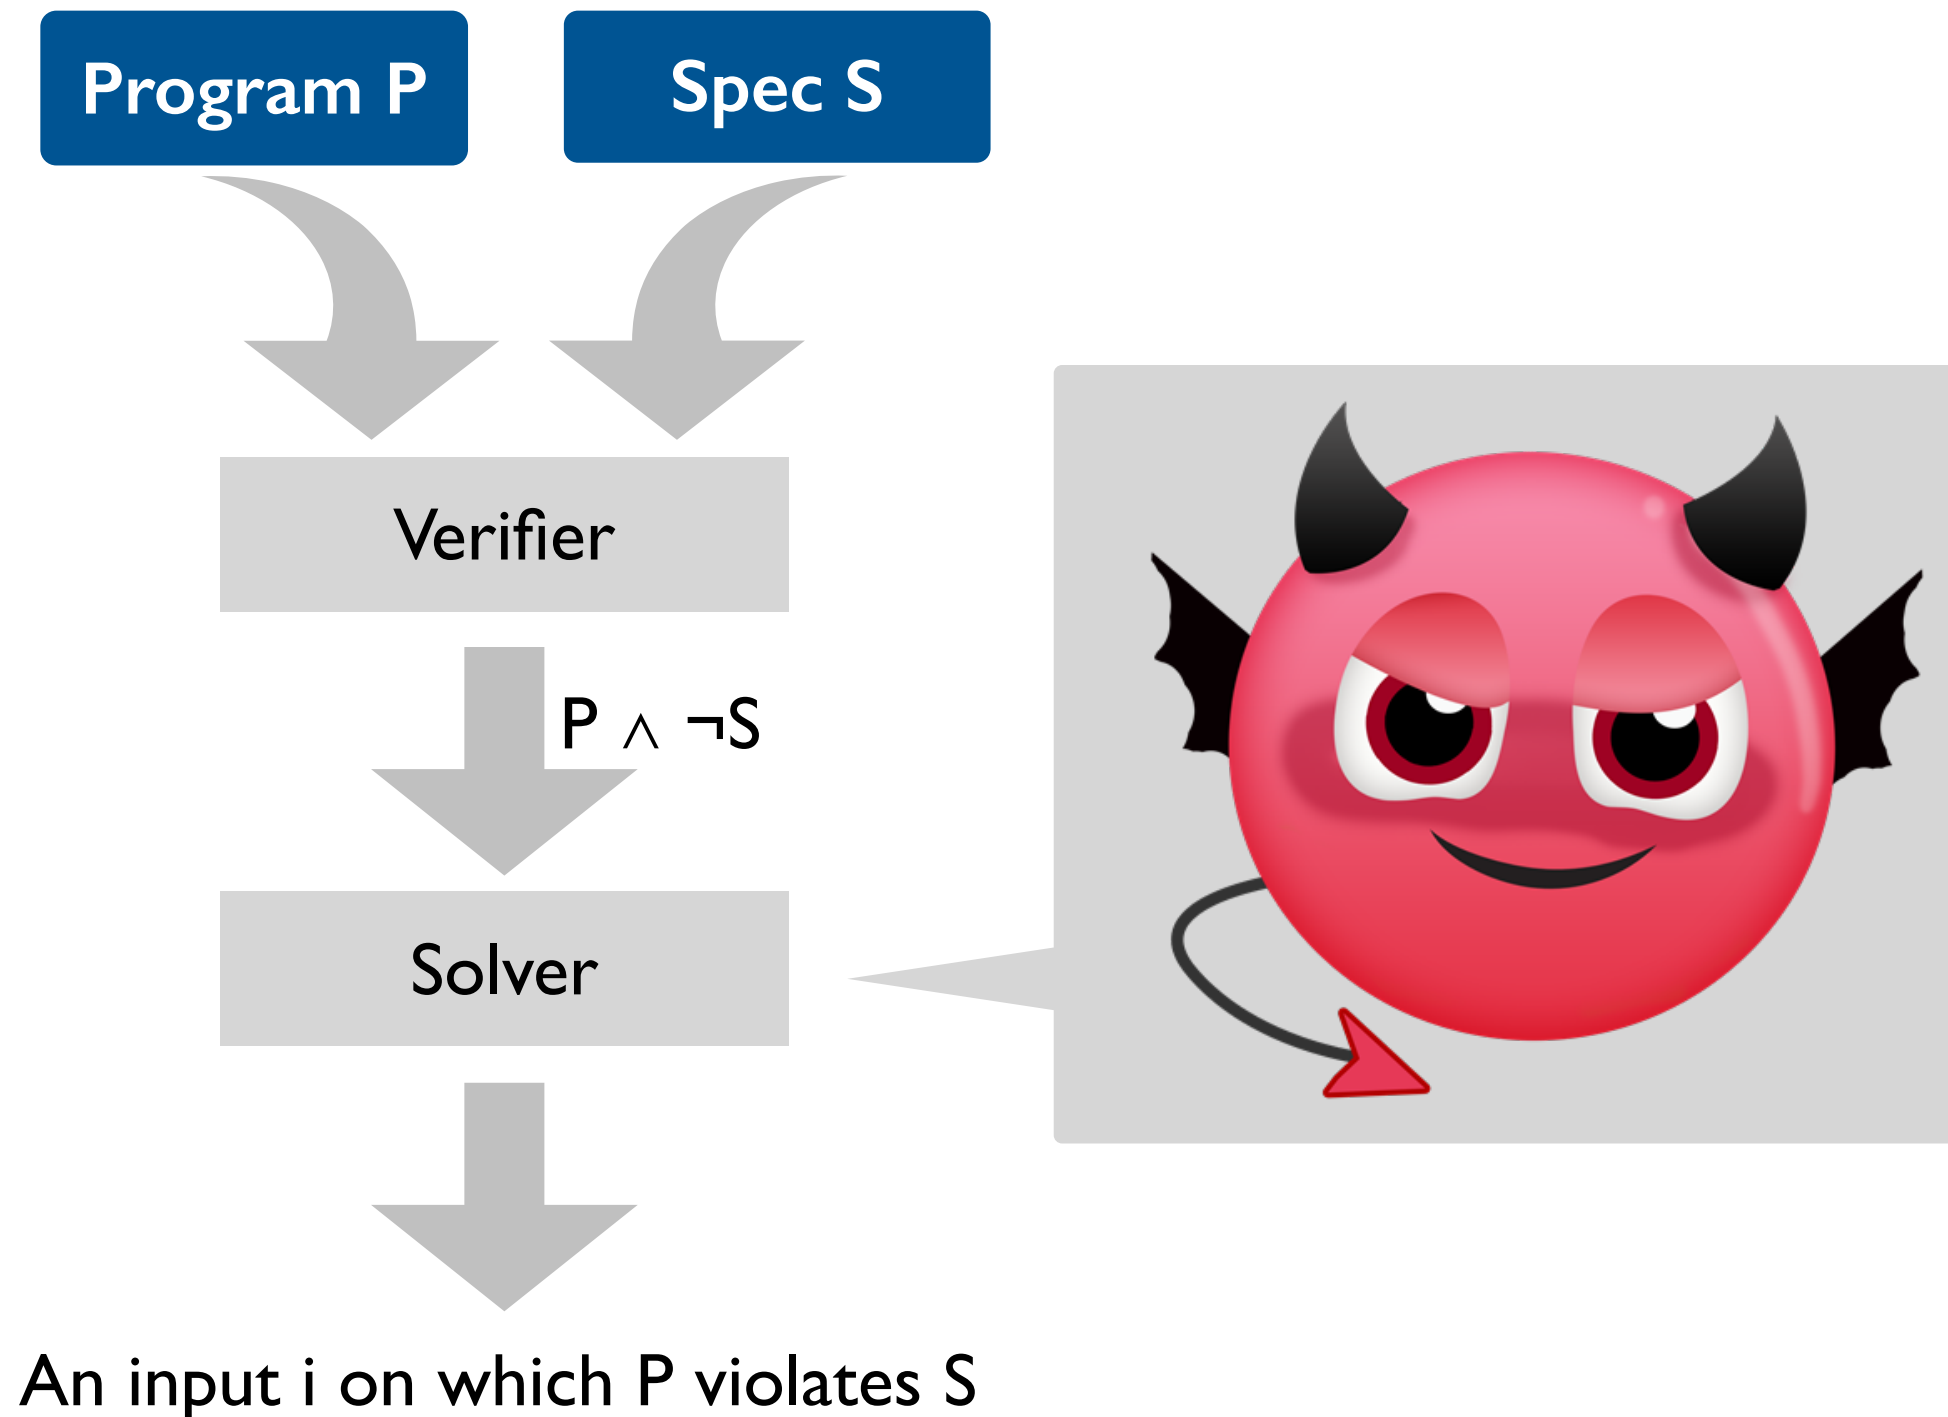 Program P
Spec S
Verifier
P ∧ ¬S
Solver
An input i on which P violates S